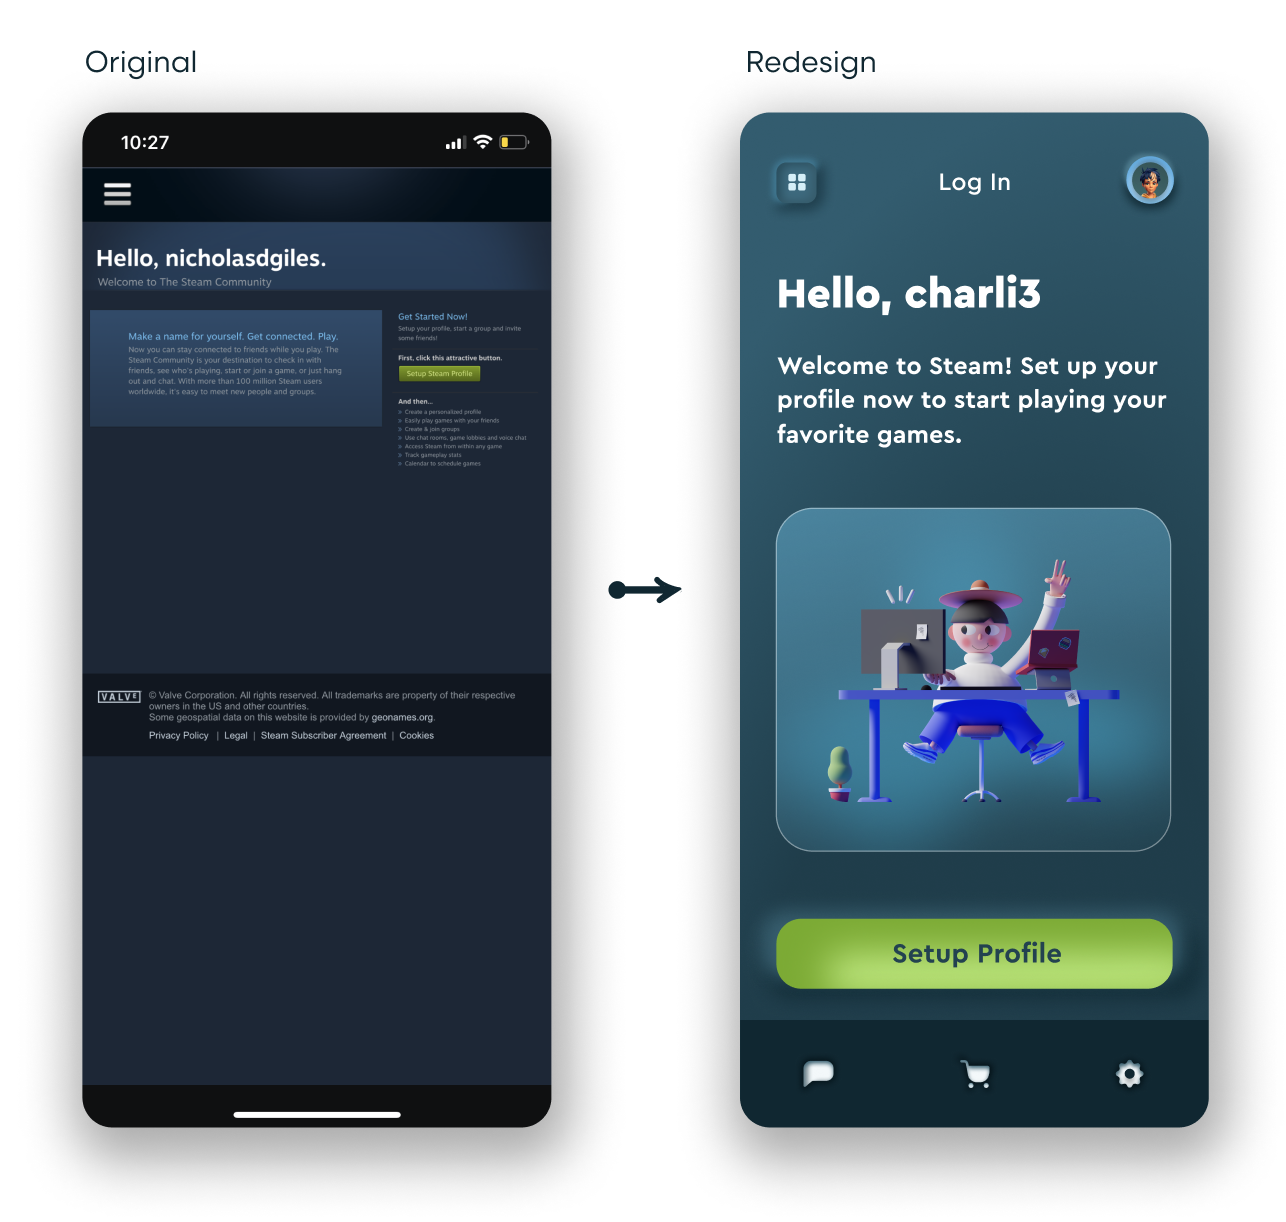 Original
10:27
Hello, nicholasdgiles.
Welcome to The Steam Community
Make a name for yourself. Get connected. Play.
Now you can stay connected to friends while you play. The
Steam Community is your destination to check in with
friends, see who's playing, start or join a game, or just hang
out and chat. With more than 100 million Steam users
worldwide, it's easy to meet new people and groups.
Get Started Now!
Setup your profile, start a group and invite
some friends!
First, click this attractive button.
Setup Steam Profile
And then...
» Create a personalized profile
» Easily play games with your friends
» Create & join groups
» Use chat rooms, game lobbies and voice chat
» Access Steam from within any game
» Track gameplay stats
» Calendar to schedule games
VALVE
© Valve Corporation. All rights reserved. All trademarks are property of their respective
owners in the US and other countries.
Some geospatial data on this website is provided by geonames.org.
Privacy Policy | Legal | Steam Subscriber Agreement | Cookies
Redesign
Log In
Hello, charli3
Welcome to Steam! Set up your
profile now to start playing your
favorite games.
Setup Profile